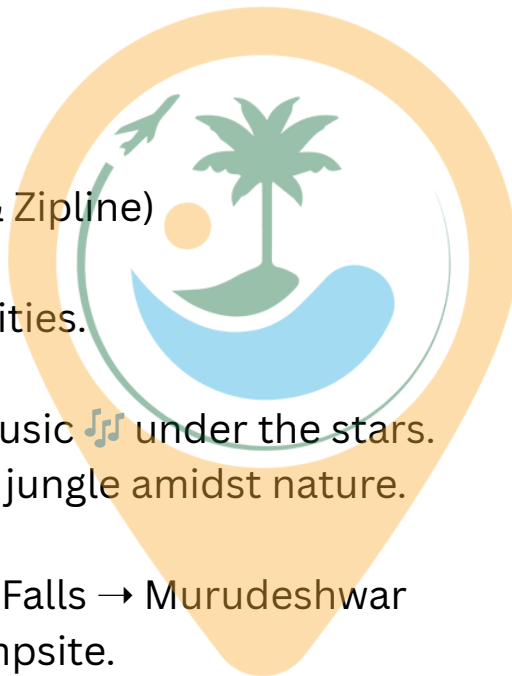 Zipline)
ities.
usic 🎶 under the stars.
jungle amidst nature.
Falls → Murudeshwar
npsite.